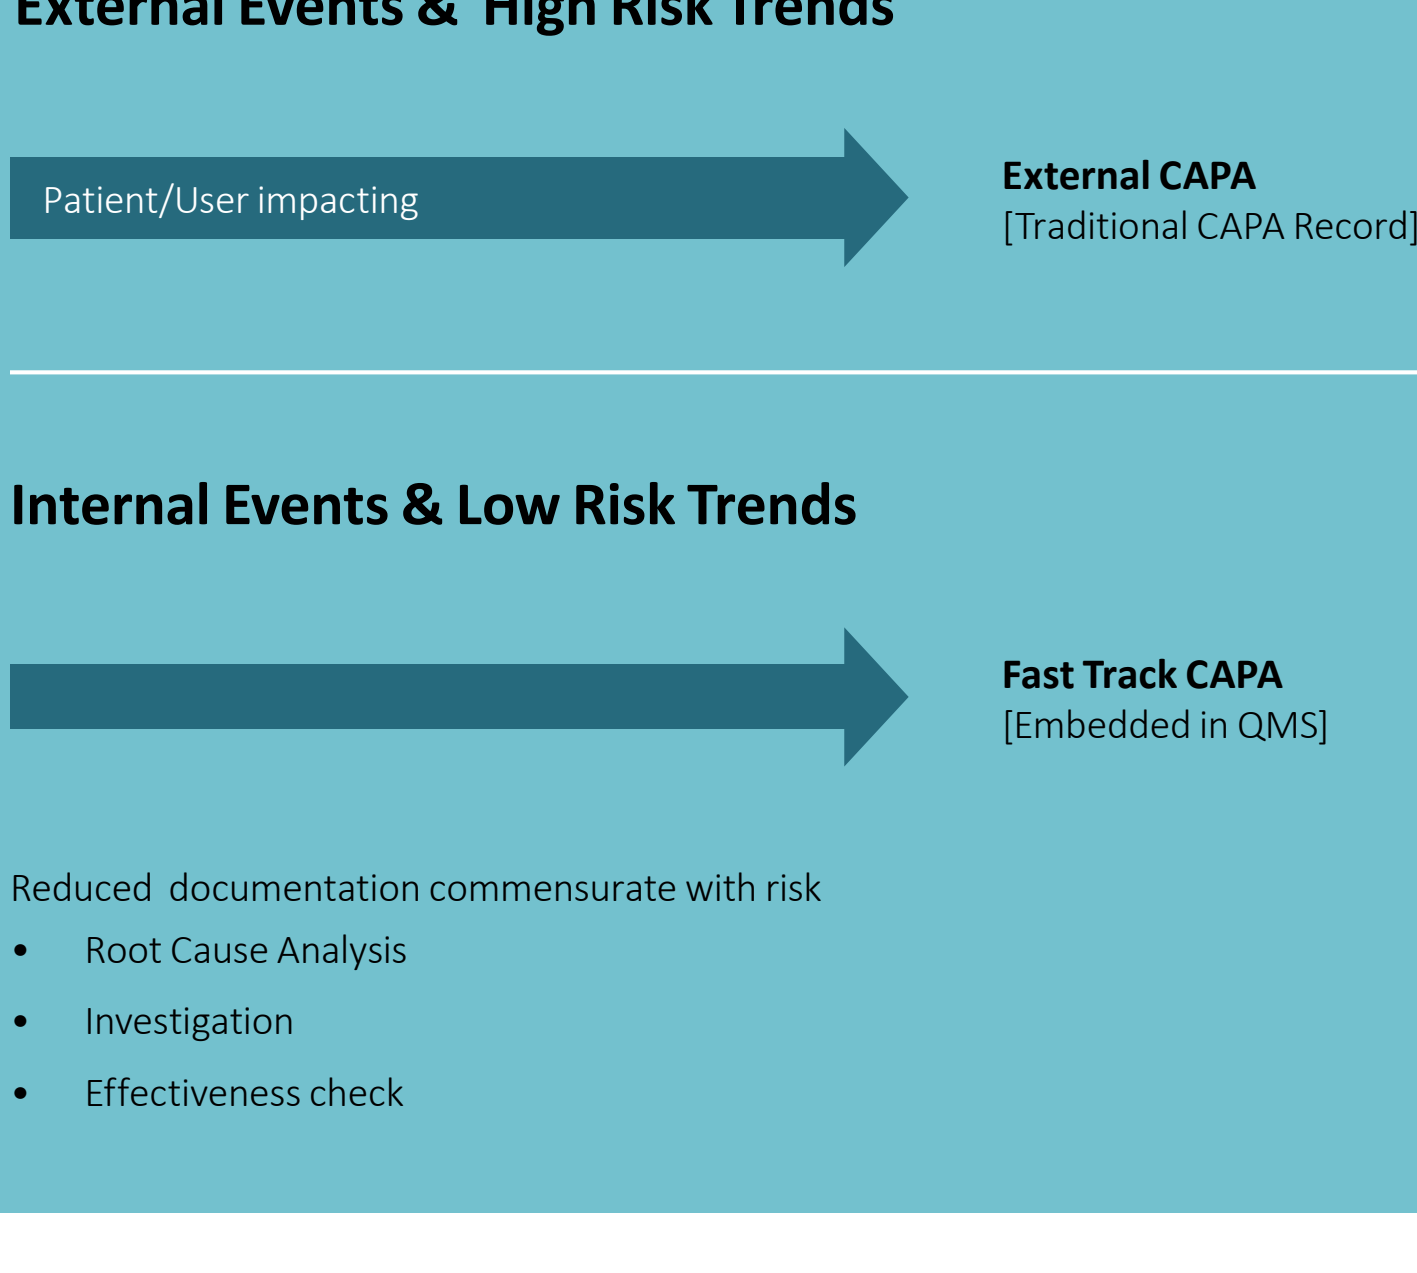 External Events & High Risk Trends
Patient/User impacting
External CAPA
[Traditional CAPA Record]
Internal Events & Low Risk Trends
Fast Track CAPA
[Embedded in QMS]
Reduced documentation commensurate with risk
• Root Cause Analysis
• Investigation
• Effectiveness check